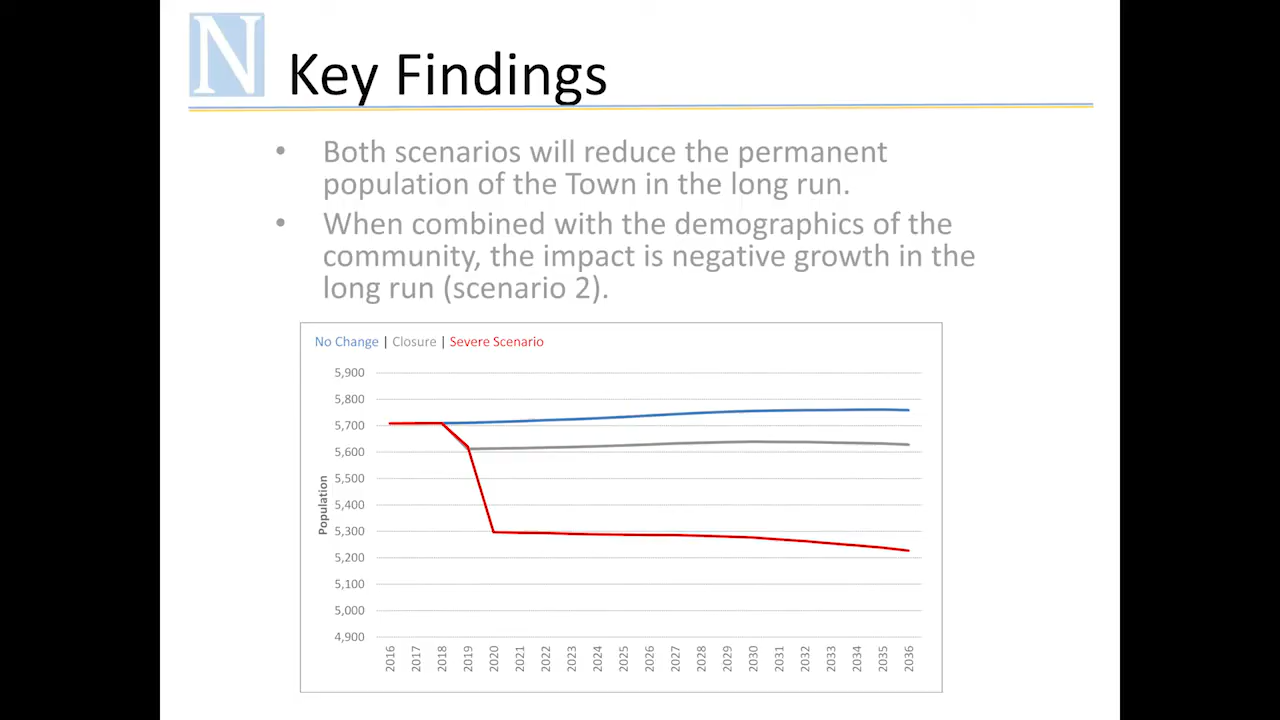 N
Key Findings
• Both scenarios will reduce the permanent
population of the Town in the long run.
• When combined with the demographics of the
community, the impact is negative growth in the
long run (scenario 2).
No Change | Closure | Severe Scenario
5,900
5,800
5,700
5,600
5,500
5,400
5,300
5,200
5,100
5,000
4,900
Population
2016 2017 2018 2019 2020 2021 2022 2023 2024 2025 2026 2027 2028 2029 2030 2031 2032 2033 2034 2035 2036